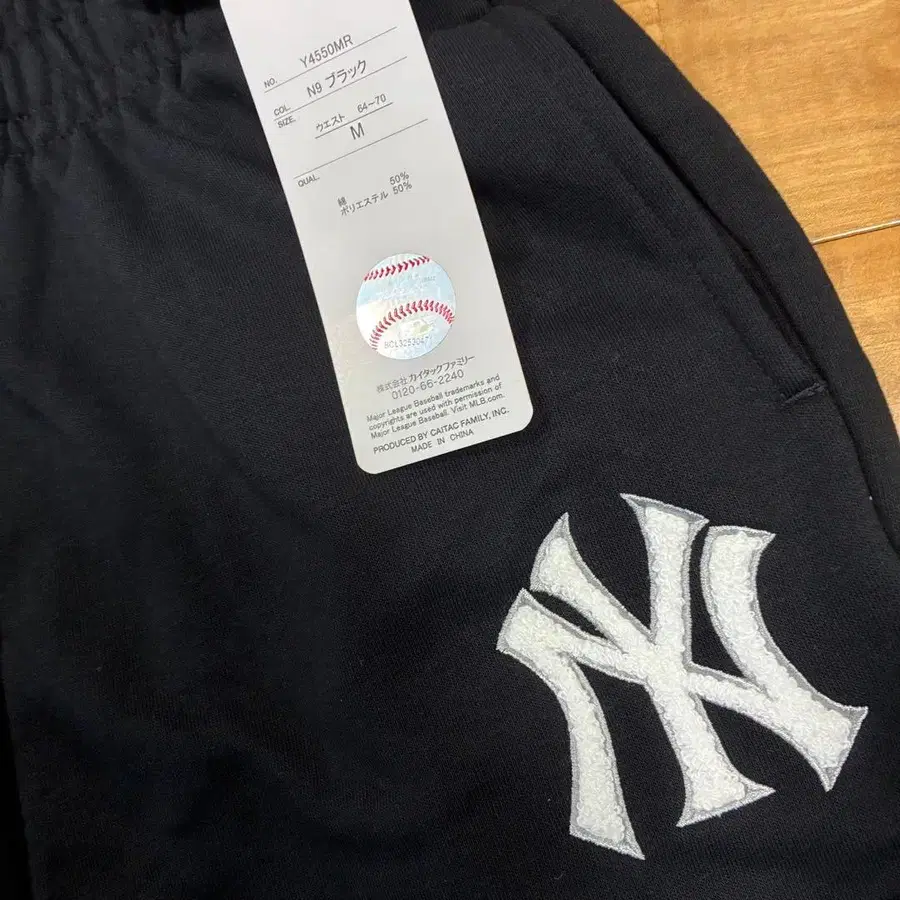 NO. Y4550MR
COL. N9 ブラック
SIZE. ウエスト 64-70
M
QUAL.
綿 50%
ポリエステル 50%
株式会社カイタックファミリー
0120-66-2240
Major League Baseball trademarks and
copyrights are used with permission of
Major League Baseball. Visit MLB.com.
PRODUCED BY CAITAC FAMILY, INC.
MADE IN CHINA
NY